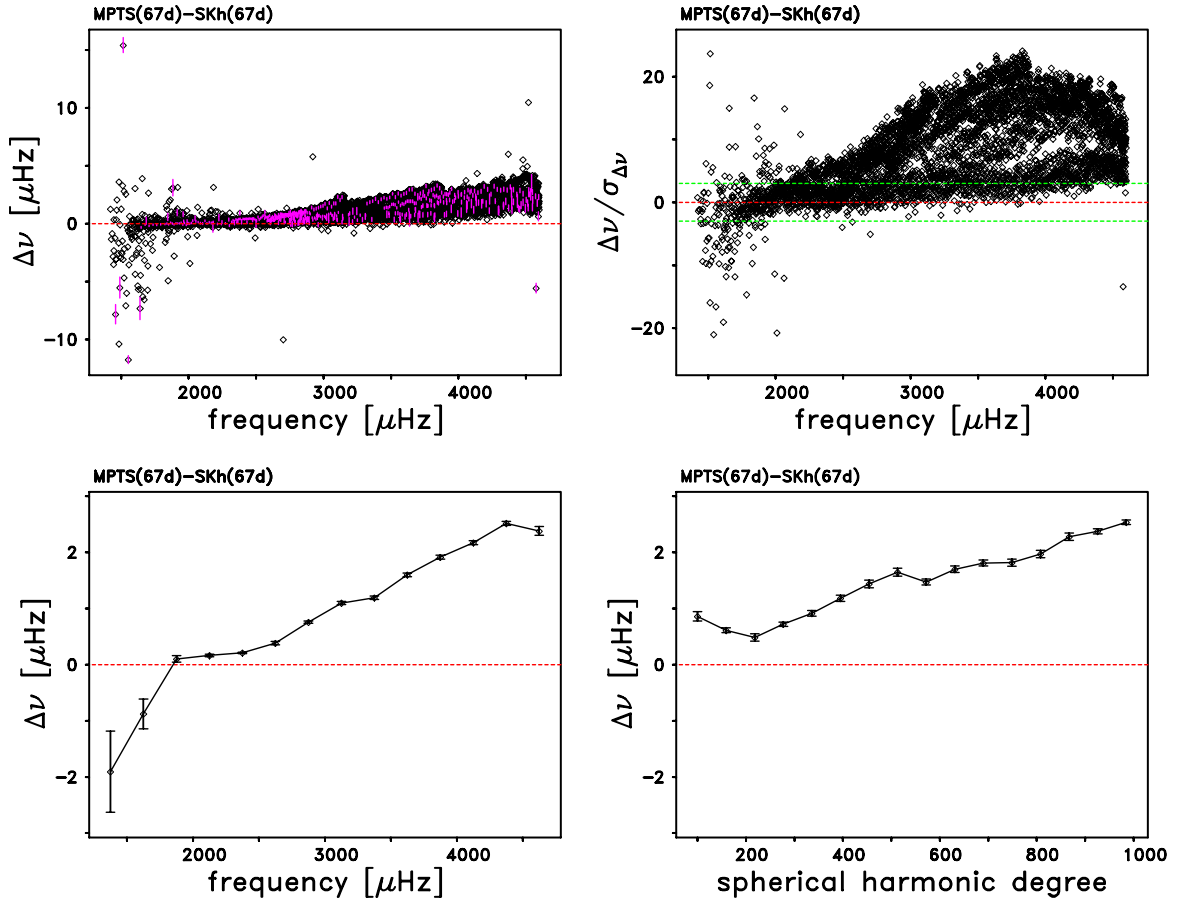 MPTS(67d)−SKh(67d)
10
0
−10
Δν [μHz]
2000 3000 4000
frequency [μHz]
MPTS(67d)−SKh(67d)
20
0
−20
Δν/σΔν
2000 3000 4000
frequency [μHz]
MPTS(67d)−SKh(67d)
2
0
−2
Δν [μHz]
2000 3000 4000
frequency [μHz]
MPTS(67d)−SKh(67d)
2
0
−2
Δν [μHz]
200 400 600 800 1000
spherical harmonic degree